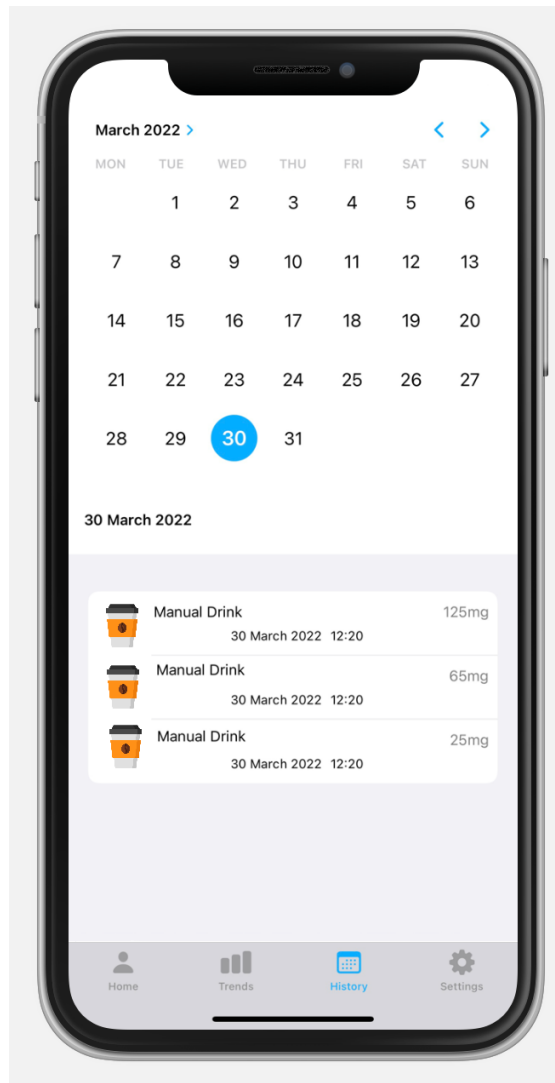 March 2022 >
MON TUE WED THU FRI SAT SUN
1 2 3 4 5 6
7 8 9 10 11 12 13
14 15 16 17 18 19 20
21 22 23 24 25 26 27
28 29 30 31
30 March 2022
Manual Drink 125mg
30 March 2022 12:20
Manual Drink 65mg
30 March 2022 12:20
Manual Drink 25mg
30 March 2022 12:20
Home Trends History Settings